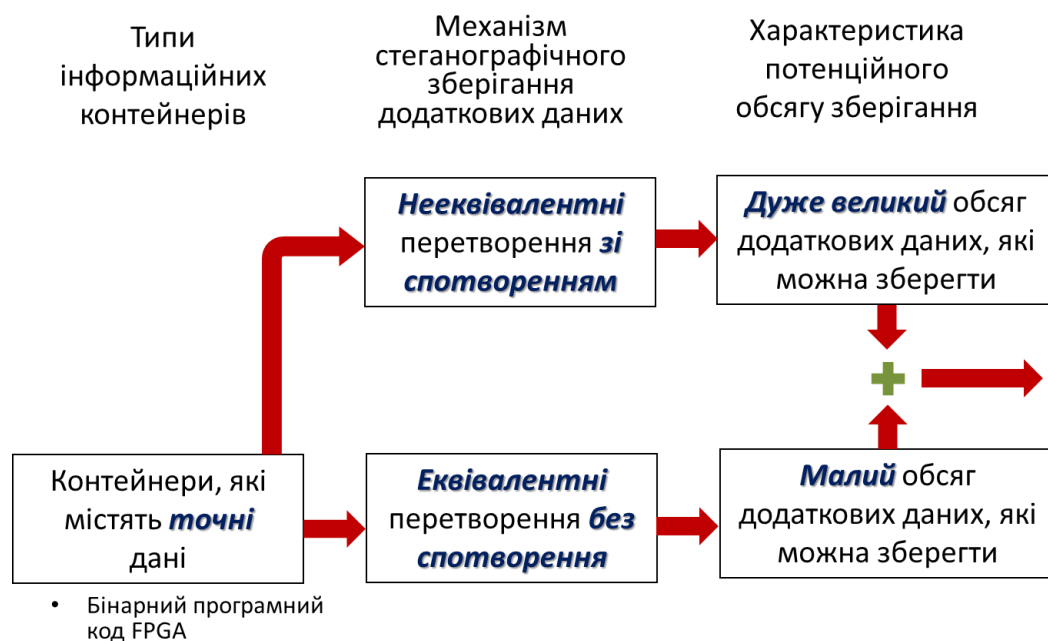 Типи
інформаційних
контейнерів
Механізм
стеганографічного
зберігання
додаткових даних
Характеристика
потенційного
обсягу зберігання
Нееквівалентні
перетворення зі
спотворенням
Дуже великий обсяг
додаткових даних, які
можна зберегти
Контейнери, які
містять точні
дані
Еквівалентні
перетворення без
спотворення
Малий обсяг
додаткових даних, які
можна зберегти
• Бінарний програмний
код FPGA